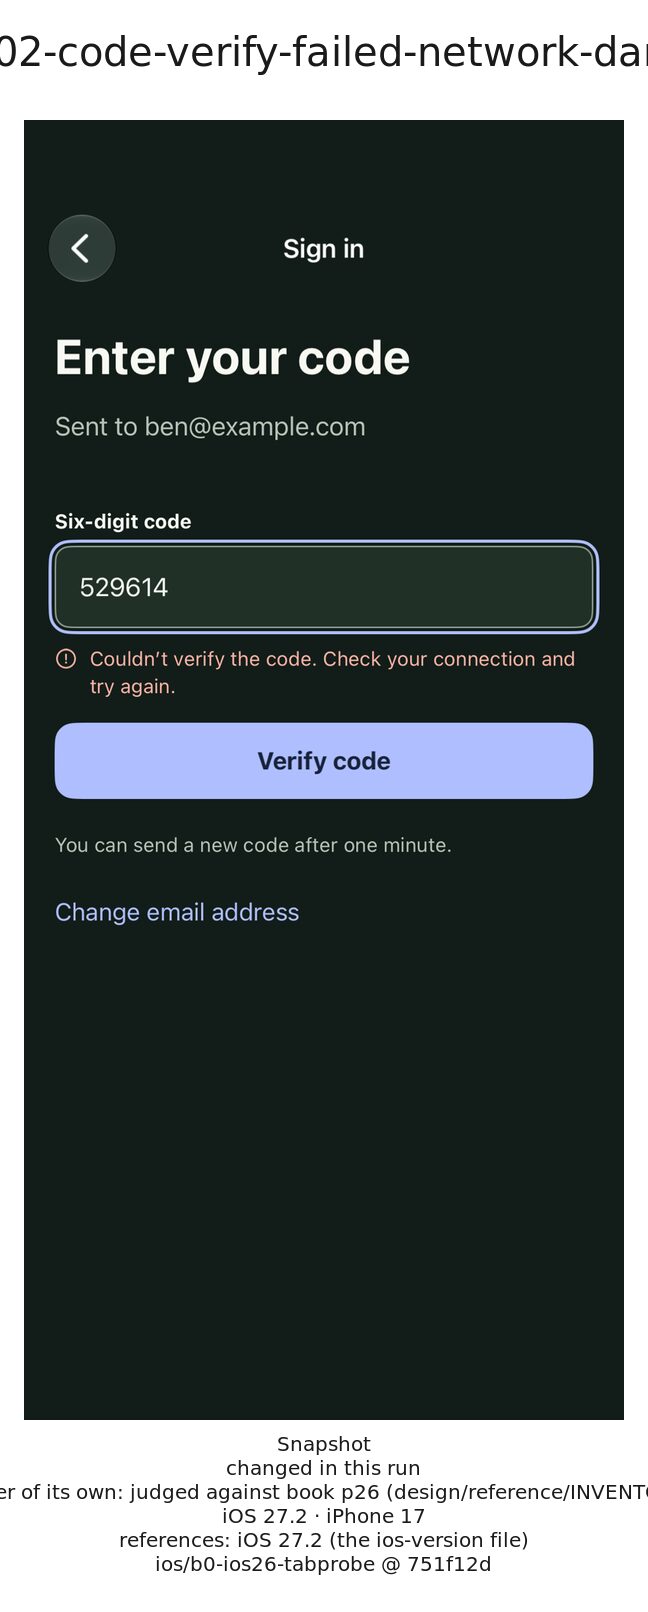 02-code-verify-failed-network-dar
Sign in
Enter your code
Sent to ben@example.com
Six-digit code
529614
Couldn’t verify the code. Check your connection and
try again.
Verify code
You can send a new code after one minute.
Change email address
Snapshot
changed in this run
er of its own: judged against book p26 (design/reference/INVENTO
iOS 27.2 · iPhone 17
references: iOS 27.2 (the ios-version file)
ios/b0-ios26-tabprobe @ 751f12d